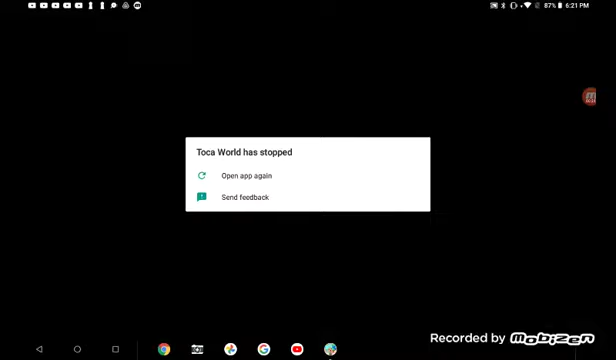 87% 6:21 PM
Toca World has stopped
Open app again
Send feedback
Recorded by MOBIZEN